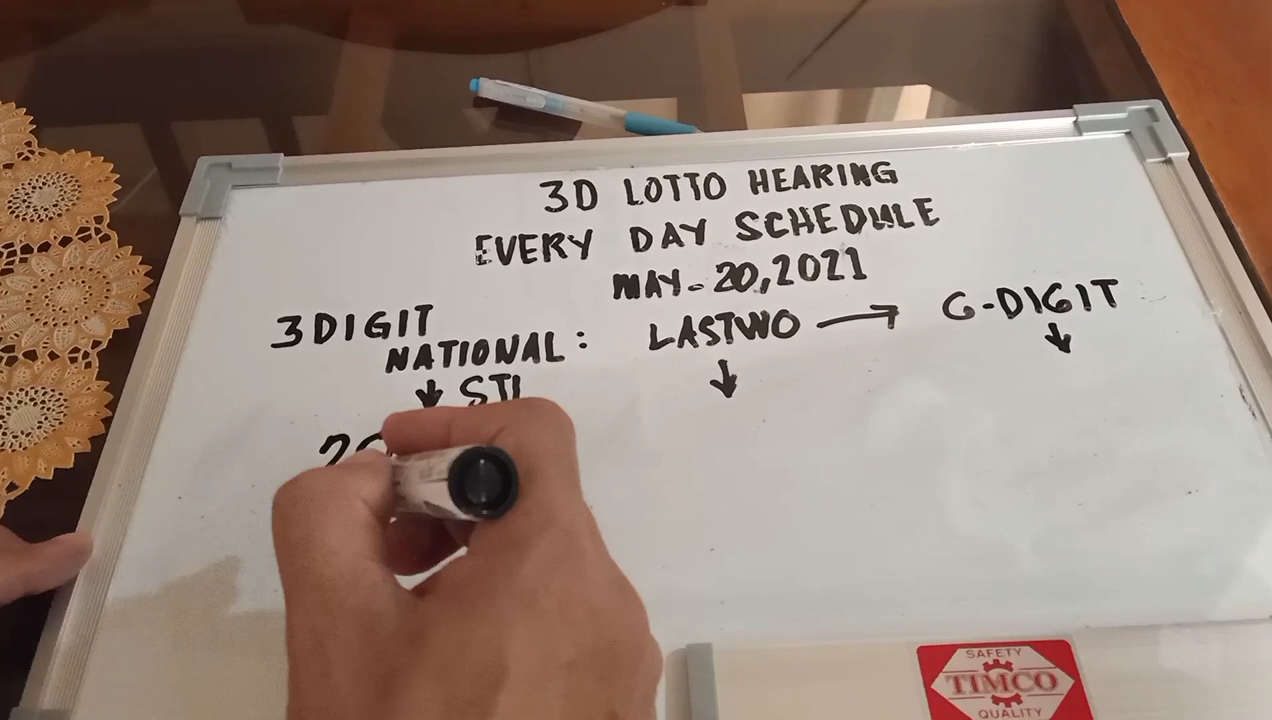 3D LOTTO HEARING
EVERY DAY SCHEDULE
MAY-20,2021
3DIGIT
NATIONAL: LASTWO → 6-DIGIT
↓ STL ↓ ↓
SAFETY
TIMCO
QUALITY